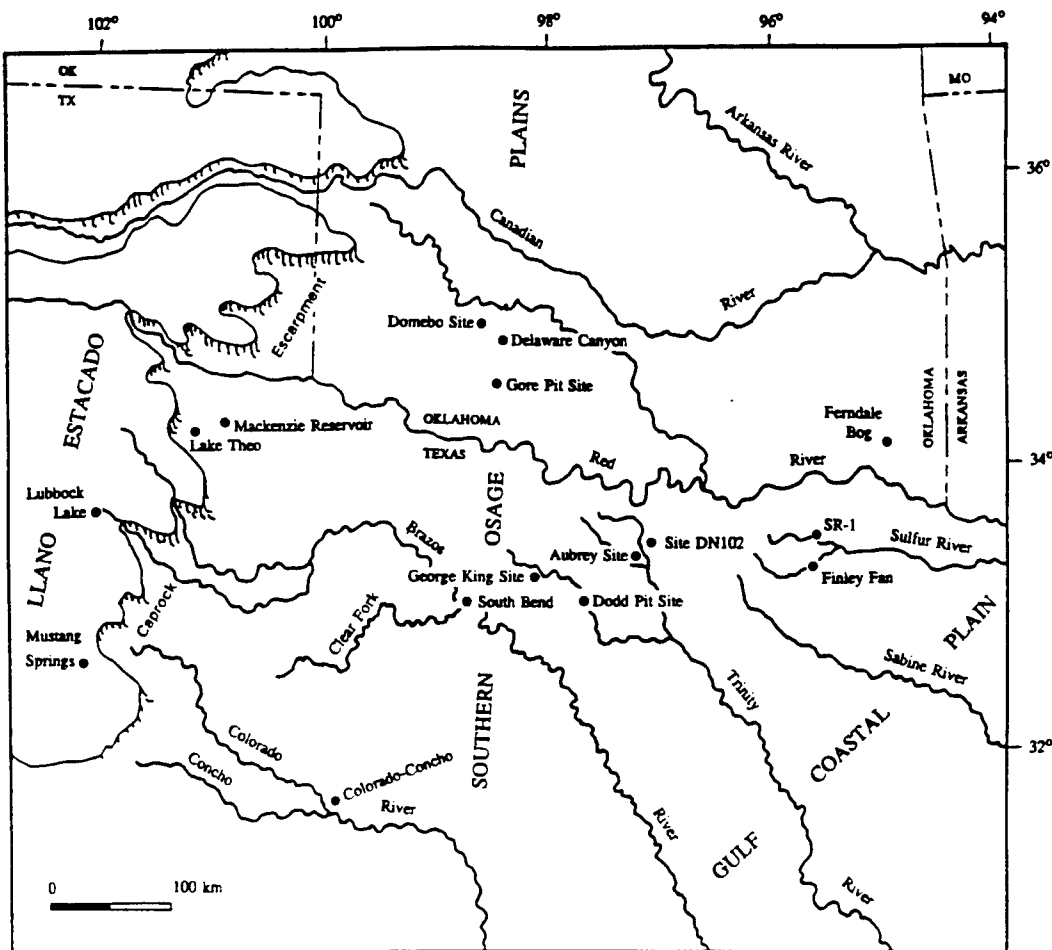 102°
100°
98°
96°
94°
OK
TX
MO
PLAINS
Arkansas River
36°
Canadian
River
Escarpment
Domebo Site
Delaware Canyon
Gore Pit Site
ESTACADO
Mackenzie Reservoir
Lake Theo
OKLAHOMA
TEXAS
Ferndale
Bog
OKLAHOMA
ARKANSAS
34°
Red
River
Lubbock
Lake
OSAGE
Brazos
SR-1
Sulfur River
Site DN102
Aubrey Site
George King Site
Finley Fan
LLANO
Caprock
South Bend
Dodd Pit Site
Clear Fork
PLAIN
Mustang
Springs
Sabine River
Trinity
SOUTHERN
COASTAL
32°
Colorado
Concho
Colorado-Concho
River
River
GULF
River
0
100 km